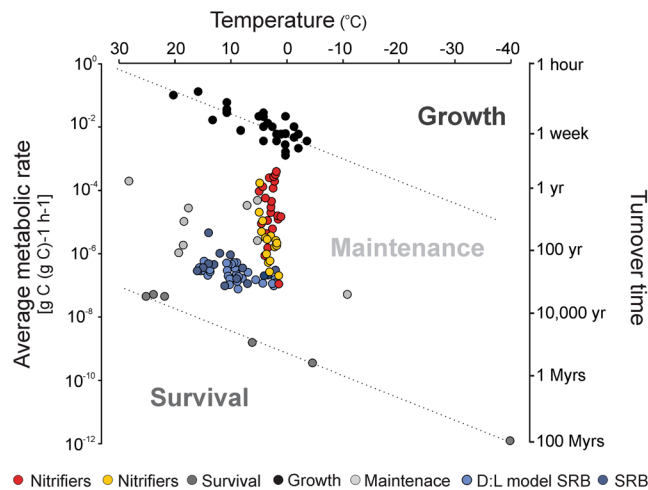 Temperature (°C)
30 20 10 0 -10 -20 -30 -40
10⁰
10⁻²
10⁻⁴
10⁻⁶
10⁻⁸
10⁻¹⁰
10⁻¹²
Average metabolic rate
[g C (g C)-1 h-1]
1 hour
1 week
1 yr
100 yr
10,000 yr
1 Myrs
100 Myrs
Turnover time
Growth
Maintenance
Survival
Nitrifiers Nitrifiers Survival Growth Maintenace D:L model SRB SRB